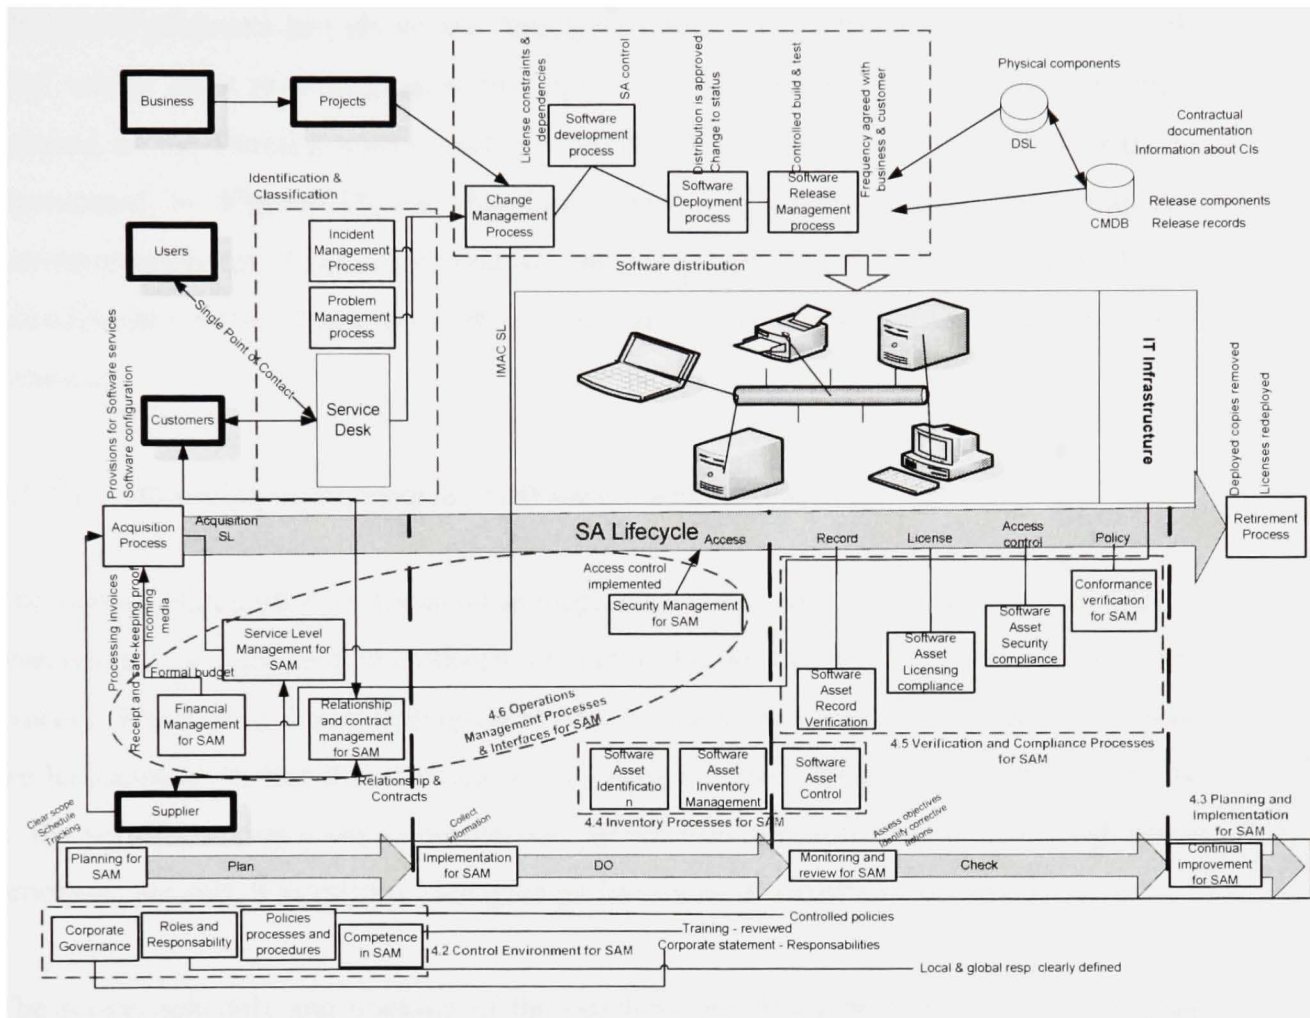 License constraints &
dependencies
SA control
Distribution is approved
Change to status
Controlled build & test
Frequency agreed with
business & customer
Physical components
Business
Projects
Software
development
process
DSL
Contractual
documentation
Information about CIs
Identification &
Classification
Change
Management
Process
Software
Deployment
process
Software
Release
Management
process
CMDB
Release components
Release records
Users
Incident
Management
Process
Software distribution
Problem
Management
process
Single Point of Contact
IMAC SL
IT Infrastructure
Provisions for Software services
Software configuration
Customers
Service
Desk
Deployed copies removed
Licenses redeployed
Acquisition
Process
Acquisition
SL
SA Lifecycle
Access
Record
License
Access
control
Policy
Retirement
Process
Processing invoices
Receipt and safe-keeping proof
Incoming
media
Access control
implemented
Security Management
for SAM
Conformance
verification
for SAM
Software
Asset
Security
compliance
Service Level
Management for
SAM
Software
Asset
Licensing
compliance
Formal budget
Software
Asset
Record
Verification
Financial
Management
for SAM
Relationship
and contract
management
for SAM
4.6 Operations
Management Processes
& Interfaces for SAM
4.5 Verification and Compliance Processes
for SAM
Software
Asset
Identificatio
n
Software
Asset
Inventory
Management
Software
Asset
Control
Relationship &
Contracts
Supplier
4.4 Inventory Processes for SAM
4.3 Planning and
Implementation
for SAM
Clear scope
Schedule
Tracking
Collect
information
Assess objectives
Identify corrective
actions
Planning for
SAM
Plan
Implementation
for SAM
DO
Monitoring and
review for SAM
Check
Continual
improvement
for SAM
Corporate
Governance
Roles and
Responsability
Policies
processes and
procedures
Competence
in SAM
4.2 Control Environment for SAM
Controlled policies
Training - reviewed
Corporate statement - Responsabilities
Local & global resp. clearly defined